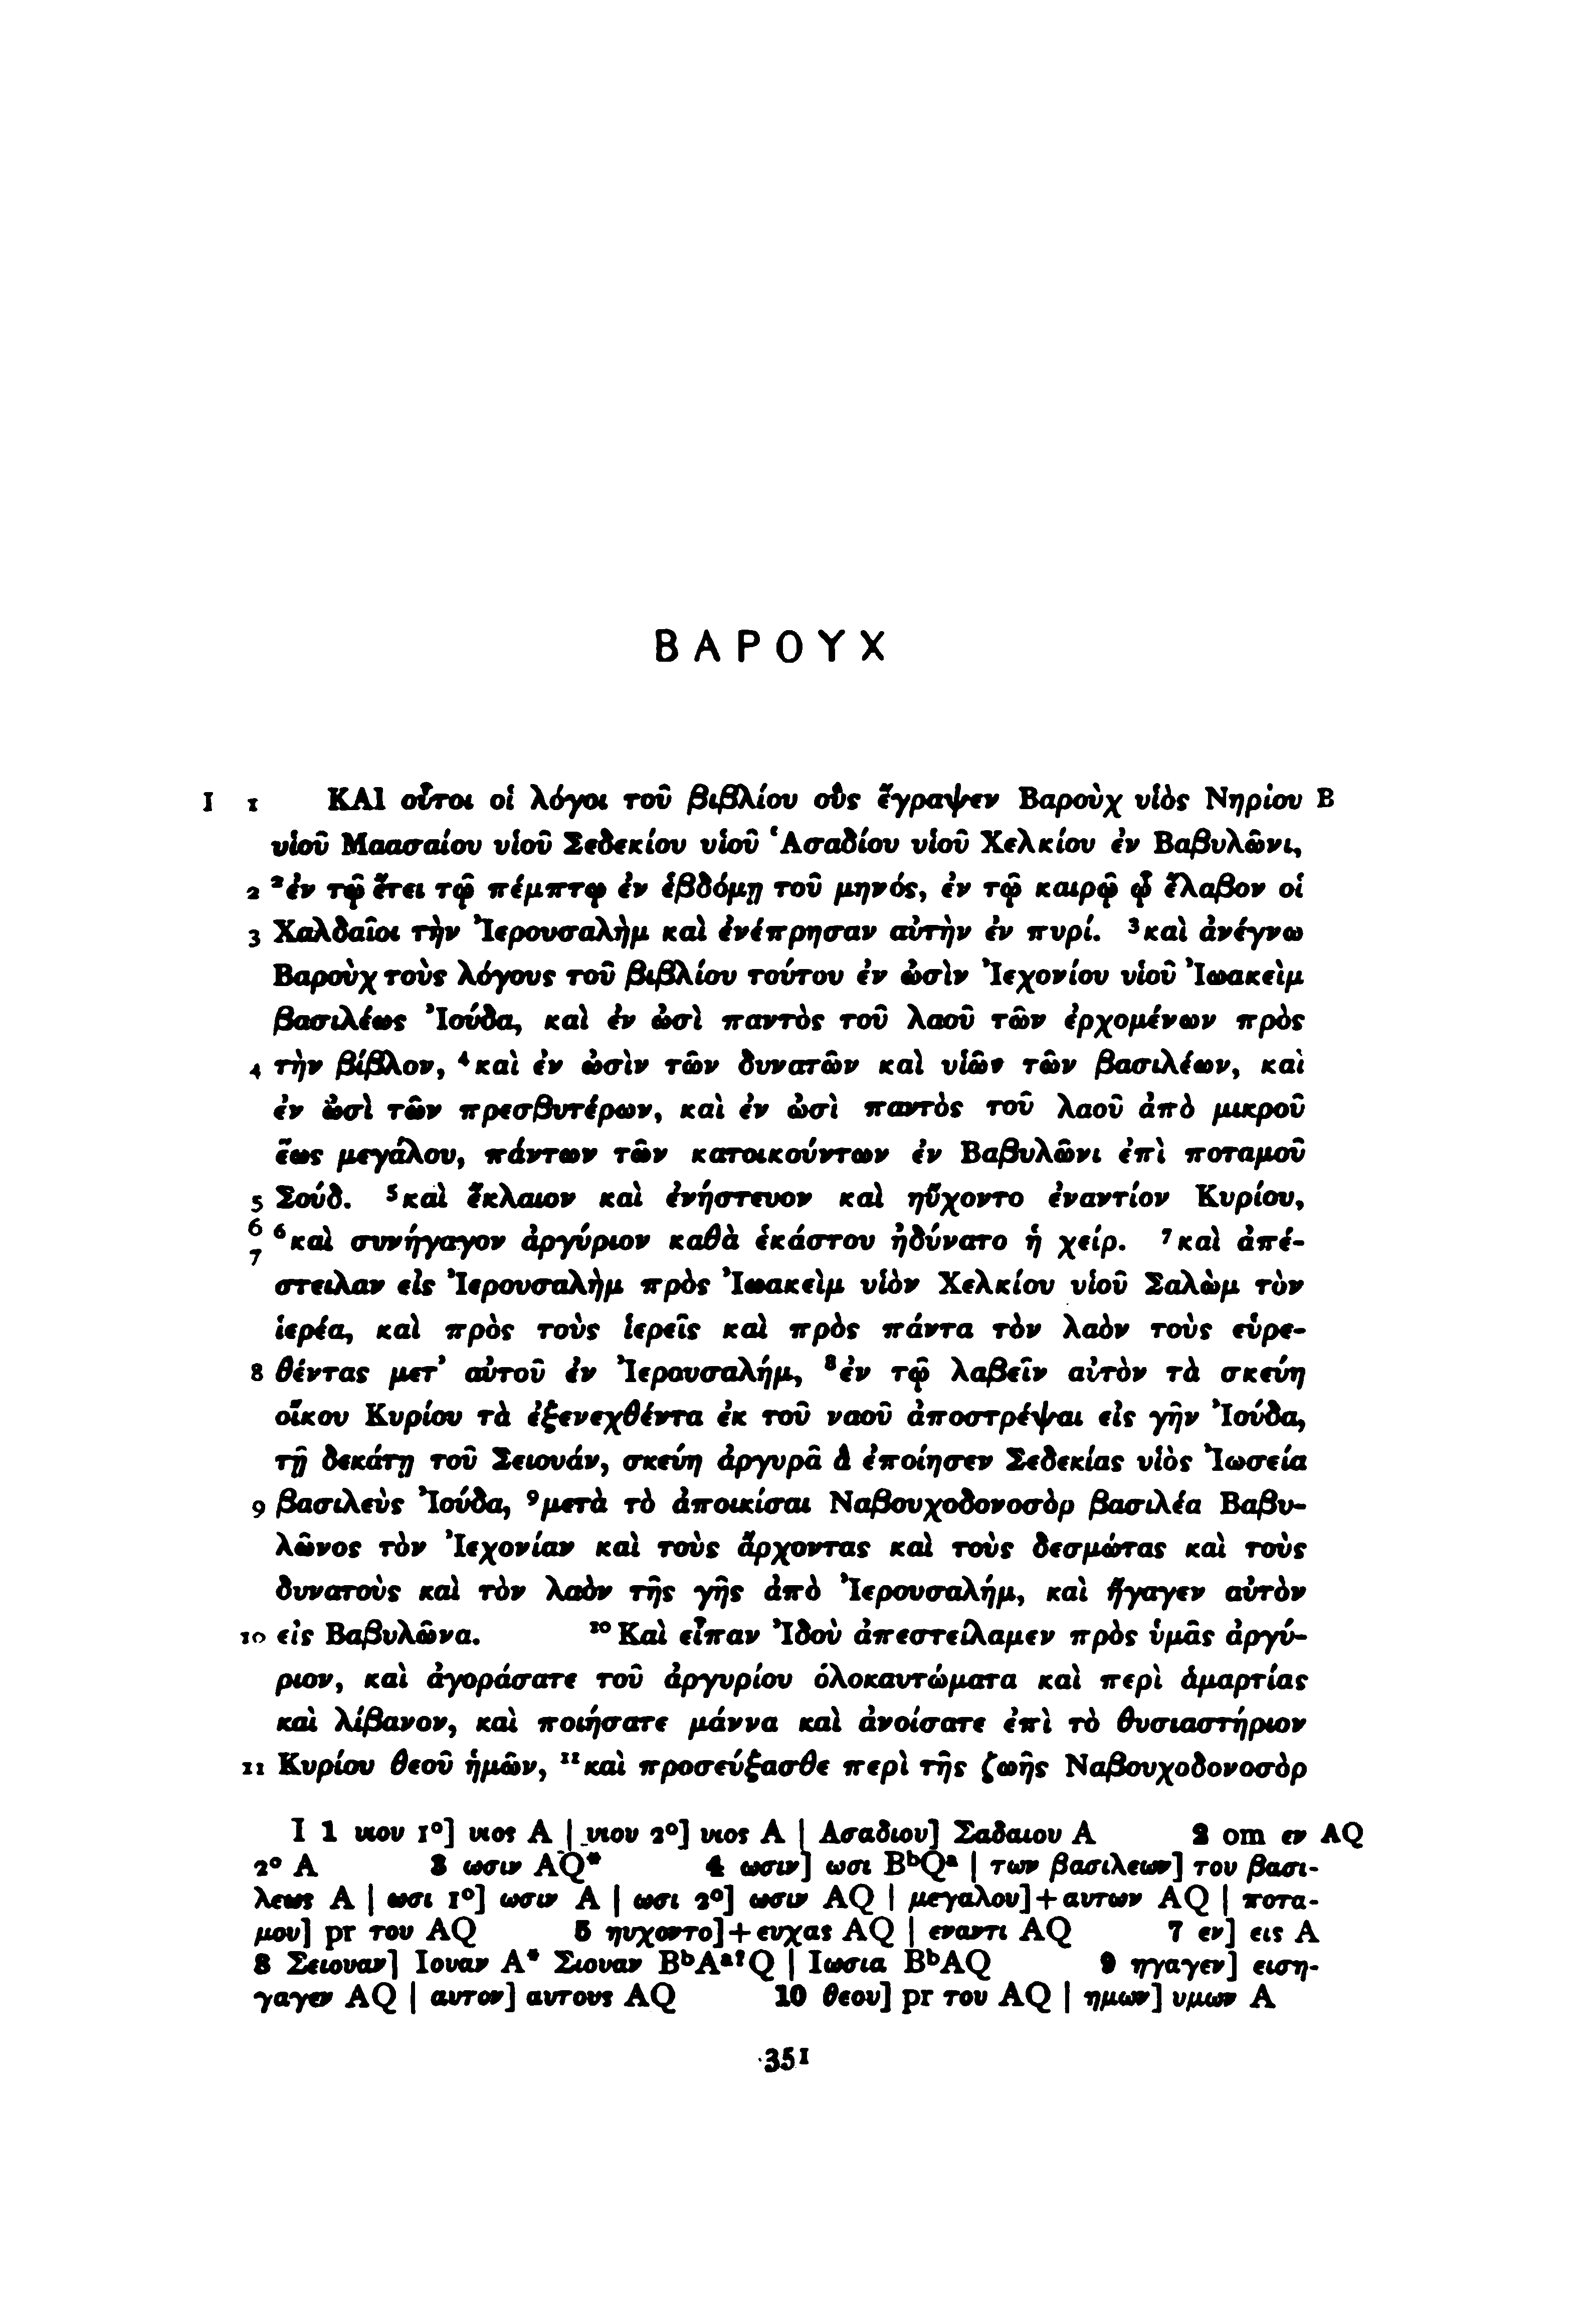 ΒΑΡΟΥΧ
I 1 ΚΑΙ οὗτοι οἱ λόγοι τοῦ βιβλίου οὓς ἔγραψεν Βαροὺχ υἱὸς Νηρίου B
υἱοῦ Μαασαίου υἱοῦ Σεδεκίου υἱοῦ Ἁσαδίου υἱοῦ Χελκίου ἐν Βαβυλῶνι,
2 ²ἐν τῷ ἔτει τῷ πέμπτῳ ἐν ἑβδόμῃ τοῦ μηνός, ἐν τῷ καιρῷ ᾧ ἔλαβον οἱ
3 Χαλδαῖοι τὴν Ἰερουσαλὴμ καὶ ἐνέπρησαν αὐτὴν ἐν πυρί. ³καὶ ἀνέγνω
Βαροὺχ τοὺς λόγους τοῦ βιβλίου τούτου ἐν ὠσὶν Ἰεχονίου υἱοῦ Ἰωακεὶμ
βασιλέως Ἰούδα, καὶ ἐν ὠσὶ παντὸς τοῦ λαοῦ τῶν ἐρχομένων πρὸς
4 τὴν βίβλον, ⁴καὶ ἐν ὠσὶν τῶν δυνατῶν καὶ υἱῶν τῶν βασιλέων, καὶ
ἐν ὠσὶ τῶν πρεσβυτέρων, καὶ ἐν ὠσὶ παντὸς τοῦ λαοῦ ἀπὸ μικροῦ
ἕως μεγάλου, πάντων τῶν κατοικούντων ἐν Βαβυλῶνι ἐπὶ ποταμοῦ
5 Σούδ. ⁵καὶ ἔκλαιον καὶ ἐνήστευον καὶ ηὔχοντο ἐναντίον Κυρίου,
6 ⁶καὶ συνήγαγον ἀργύριον καθὰ ἑκάστου ἠδύνατο ἡ χείρ. ⁷καὶ ἀπέ-
7 στειλαν εἰς Ἰερουσαλὴμ πρὸς Ἰωακεὶμ υἱὸν Χελκίου υἱοῦ Σαλὼμ τὸν
ἱερέα, καὶ πρὸς τοὺς ἱερεῖς καὶ πρὸς πάντα τὸν λαὸν τοὺς εὑρε-
8 θέντας μετ᾽ αὐτοῦ ἐν Ἰερουσαλήμ, ⁸ἐν τῷ λαβεῖν αὐτὸν τὰ σκεύη
οἴκου Κυρίου τὰ ἐξενεχθέντα ἐκ τοῦ ναοῦ ἀποστρέψαι εἰς γῆν Ἰούδα,
τῇ δεκάτῃ τοῦ Σειουάν, σκεύη ἀργυρᾶ ἃ ἐποίησεν Σεδεκίας υἱὸς Ἰωσεία
9 βασιλεὺς Ἰούδα, ⁹μετὰ τὸ ἀποικίσαι Ναβουχοδονοσὸρ βασιλέα Βαβυ-
λῶνος τὸν Ἰεχονίαν καὶ τοὺς ἄρχοντας καὶ τοὺς δεσμώτας καὶ τοὺς
δυνατοὺς καὶ τὸν λαὸν τῆς γῆς ἀπὸ Ἰερουσαλήμ, καὶ ἤγαγεν αὐτὸν
10 εἰς Βαβυλῶνα. ¹⁰Καὶ εἶπαν Ἰδοὺ ἀπεστείλαμεν πρὸς ὑμᾶς ἀργύ-
ριον, καὶ ἀγοράσατε τοῦ ἀργυρίου ὁλοκαυτώματα καὶ περὶ ἁμαρτίας
καὶ λίβανον, καὶ ποιήσατε μάννα καὶ ἀνοίσατε ἐπὶ τὸ θυσιαστήριον
11 Κυρίου θεοῦ ἡμῶν, ¹¹καὶ προσεύξασθε περὶ τῆς ζωῆς Ναβουχοδονοσὸρ
I 1 υιου 1°] υιος A | υιου 2°] υιος A | Ασαδιου] Σαδαιου A 2 om εν AQ
2° A 3 ωσιν AQ* 4 ωσιν] ωσι BᵇQᵃ | των βασιλεων] του βασι-
λεως A | ωσι 1°] ωσιν A | ωσι 2°] ωσιν AQ | μεγαλου]+αυτων AQ | ποτα-
μου] pr του AQ 5 ηυχοντο]+ευχας AQ | εναντι AQ 7 εν] εις A
8 Σειουαν] Ιουαν A* Σιουαν BᵇAᵃ?Q | Ιωσια BᵇAQ 9 ηγαγεν] ειση-
γαγεν AQ | αυτον] αυτους AQ 10 θεου] pr του AQ | ημων] υμων A
351